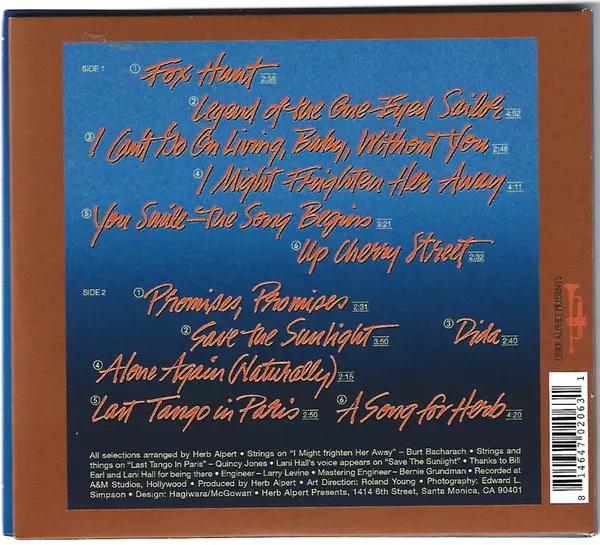 SIDE 1 ① Fox Hunt 2:38
② Legend of the One-Eyed Sailor 4:52
③ I Can't Go On Living, Baby, Without You 2:48
④ I Might Frighten Her Away 4:11
⑤ You Smile-the Song Begins 3:21
⑥ Up Cherry Street 2:32
SIDE 2 ① Promises, Promises 2:31
② Save the Sunlight 3:50 ③ Dida 2:40
④ Alone Again (Naturally) 2:15
⑤ Last Tango in Paris 2:50 ⑥ A Song for Herb 4:20
All selections arranged by Herb Alpert • Strings on "I Might frighten Her Away" – Burt Bacharach • Strings and
things on "Last Tango In Paris" – Quincy Jones • Lani Hall's voice appears on "Save The Sunlight" • Thanks to Bill
Earl and Lani Hall for being there • Engineer – Larry Levine • Mastering Engineer – Bernie Grundman • Recorded at
A&M Studios, Hollywood • Produced by Herb Alpert • Art Direction: Roland Young • Photography: Edward L.
Simpson • Design: Hagiwara/McGowan • Herb Alpert Presents, 1414 6th Street, Santa Monica, CA 90401
HERB ALPERT PRESENTS
8 14647 02063 1